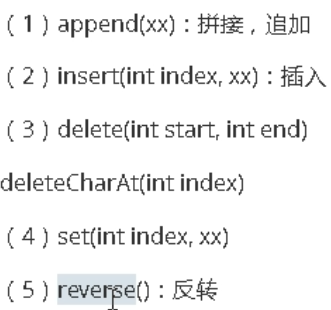 （1）append(xx)：拼接，追加
（2）insert(int index, xx)：插入
（3）delete(int start, int end)
deleteCharAt(int index)
（4）set(int index, xx)
（5）reverse()：反转